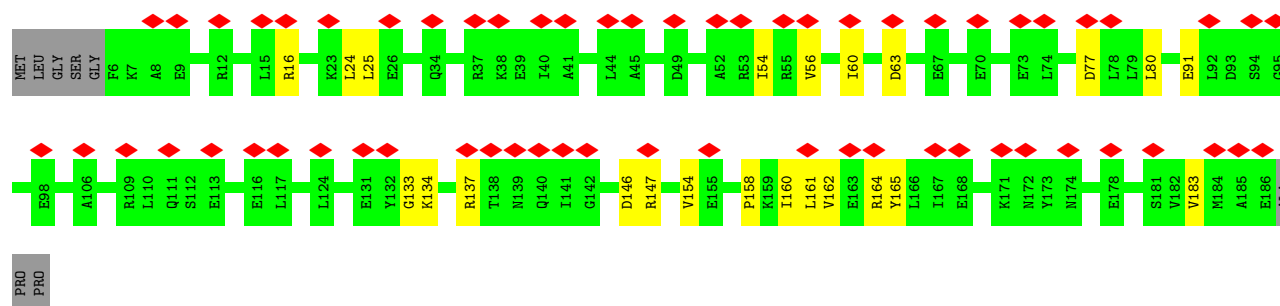 MET LEU GLY SER GLY F6 K7 A8 E9 R12 L15 R16 K23 L24 L25 E26 Q34 R37 K38 E39 I40 A41 L44 A45 D49 A52 R53 I54 R55 V56 I60 D63 E67 E70 E73 L74 D77 L78 L79 L80 E91 L92 D93 S94 G95
E98 A106 R109 L110 Q111 S112 E113 E116 L117 L124 E131 Y132 G133 K134 R137 T138 N139 Q140 I141 G142 D146 R147 V154 E155 P158 K159 I160 L161 V162 E163 R164 Y165 L166 I167 E168 K171 N172 Y173 N174 E178 S181 V182 V183 M184 A185 E186
PRO PRO